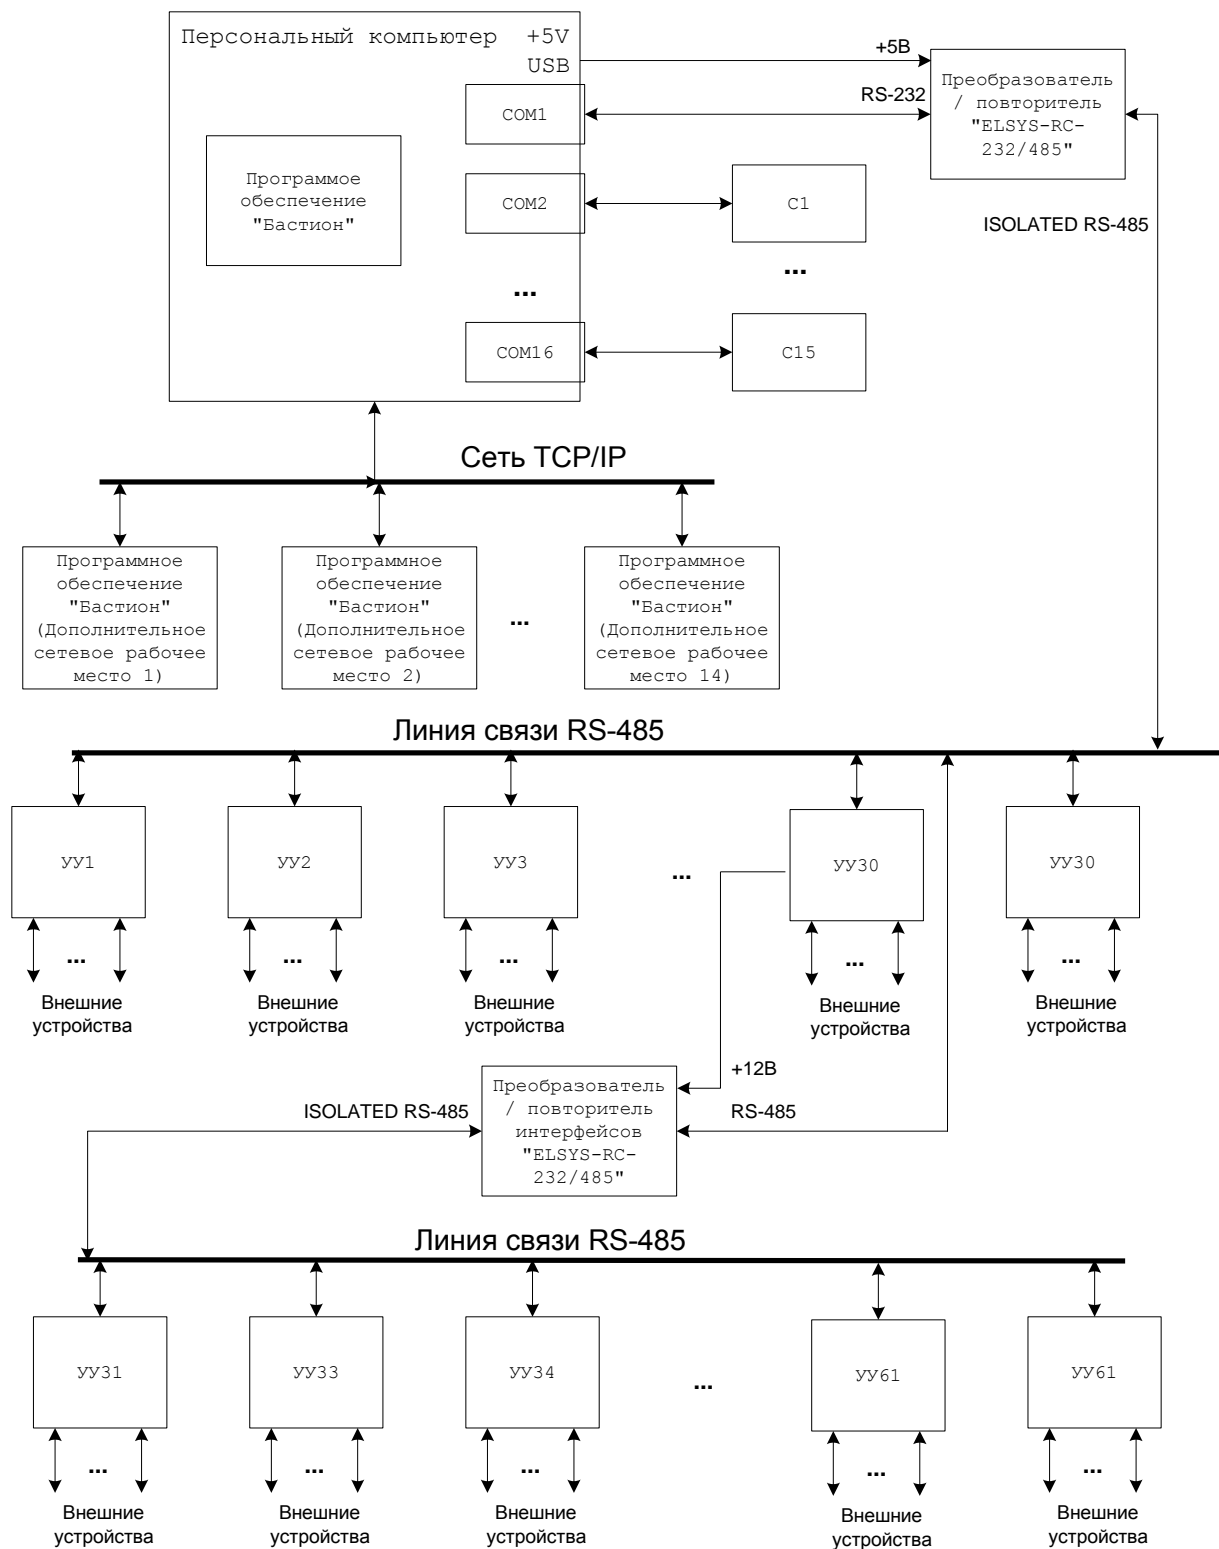 Персональный компьютер +5V
USB
COM1
COM2
...
COM16
Программое
обеспечение
"Бастион"
+5В
RS-232
Преобразователь
/ повторитель
"ELSYS-RC-
232/485"
ISOLATED RS-485
C1
...
C15
Сеть TCP/IP
Программное
обеспечение
"Бастион"
(Дополнительное
сетевое рабочее
место 1)
Программное
обеспечение
"Бастион"
(Дополнительное
сетевое рабочее
место 2)
...
Программное
обеспечение
"Бастион"
(Дополнительное
сетевое рабочее
место 14)
Линия связи RS-485
УУ1
УУ2
УУ3
...
УУ30
УУ30
...
...
...
...
...
Внешние
устройства
Внешние
устройства
Внешние
устройства
Внешние
устройства
Внешние
устройства
+12В
ISOLATED RS-485
Преобразователь
/ повторитель
интерфейсов
"ELSYS-RC-
232/485"
RS-485
Линия связи RS-485
УУ31
УУ33
УУ34
...
УУ61
УУ61
...
...
...
...
...
Внешние
устройства
Внешние
устройства
Внешние
устройства
Внешние
устройства
Внешние
устройства